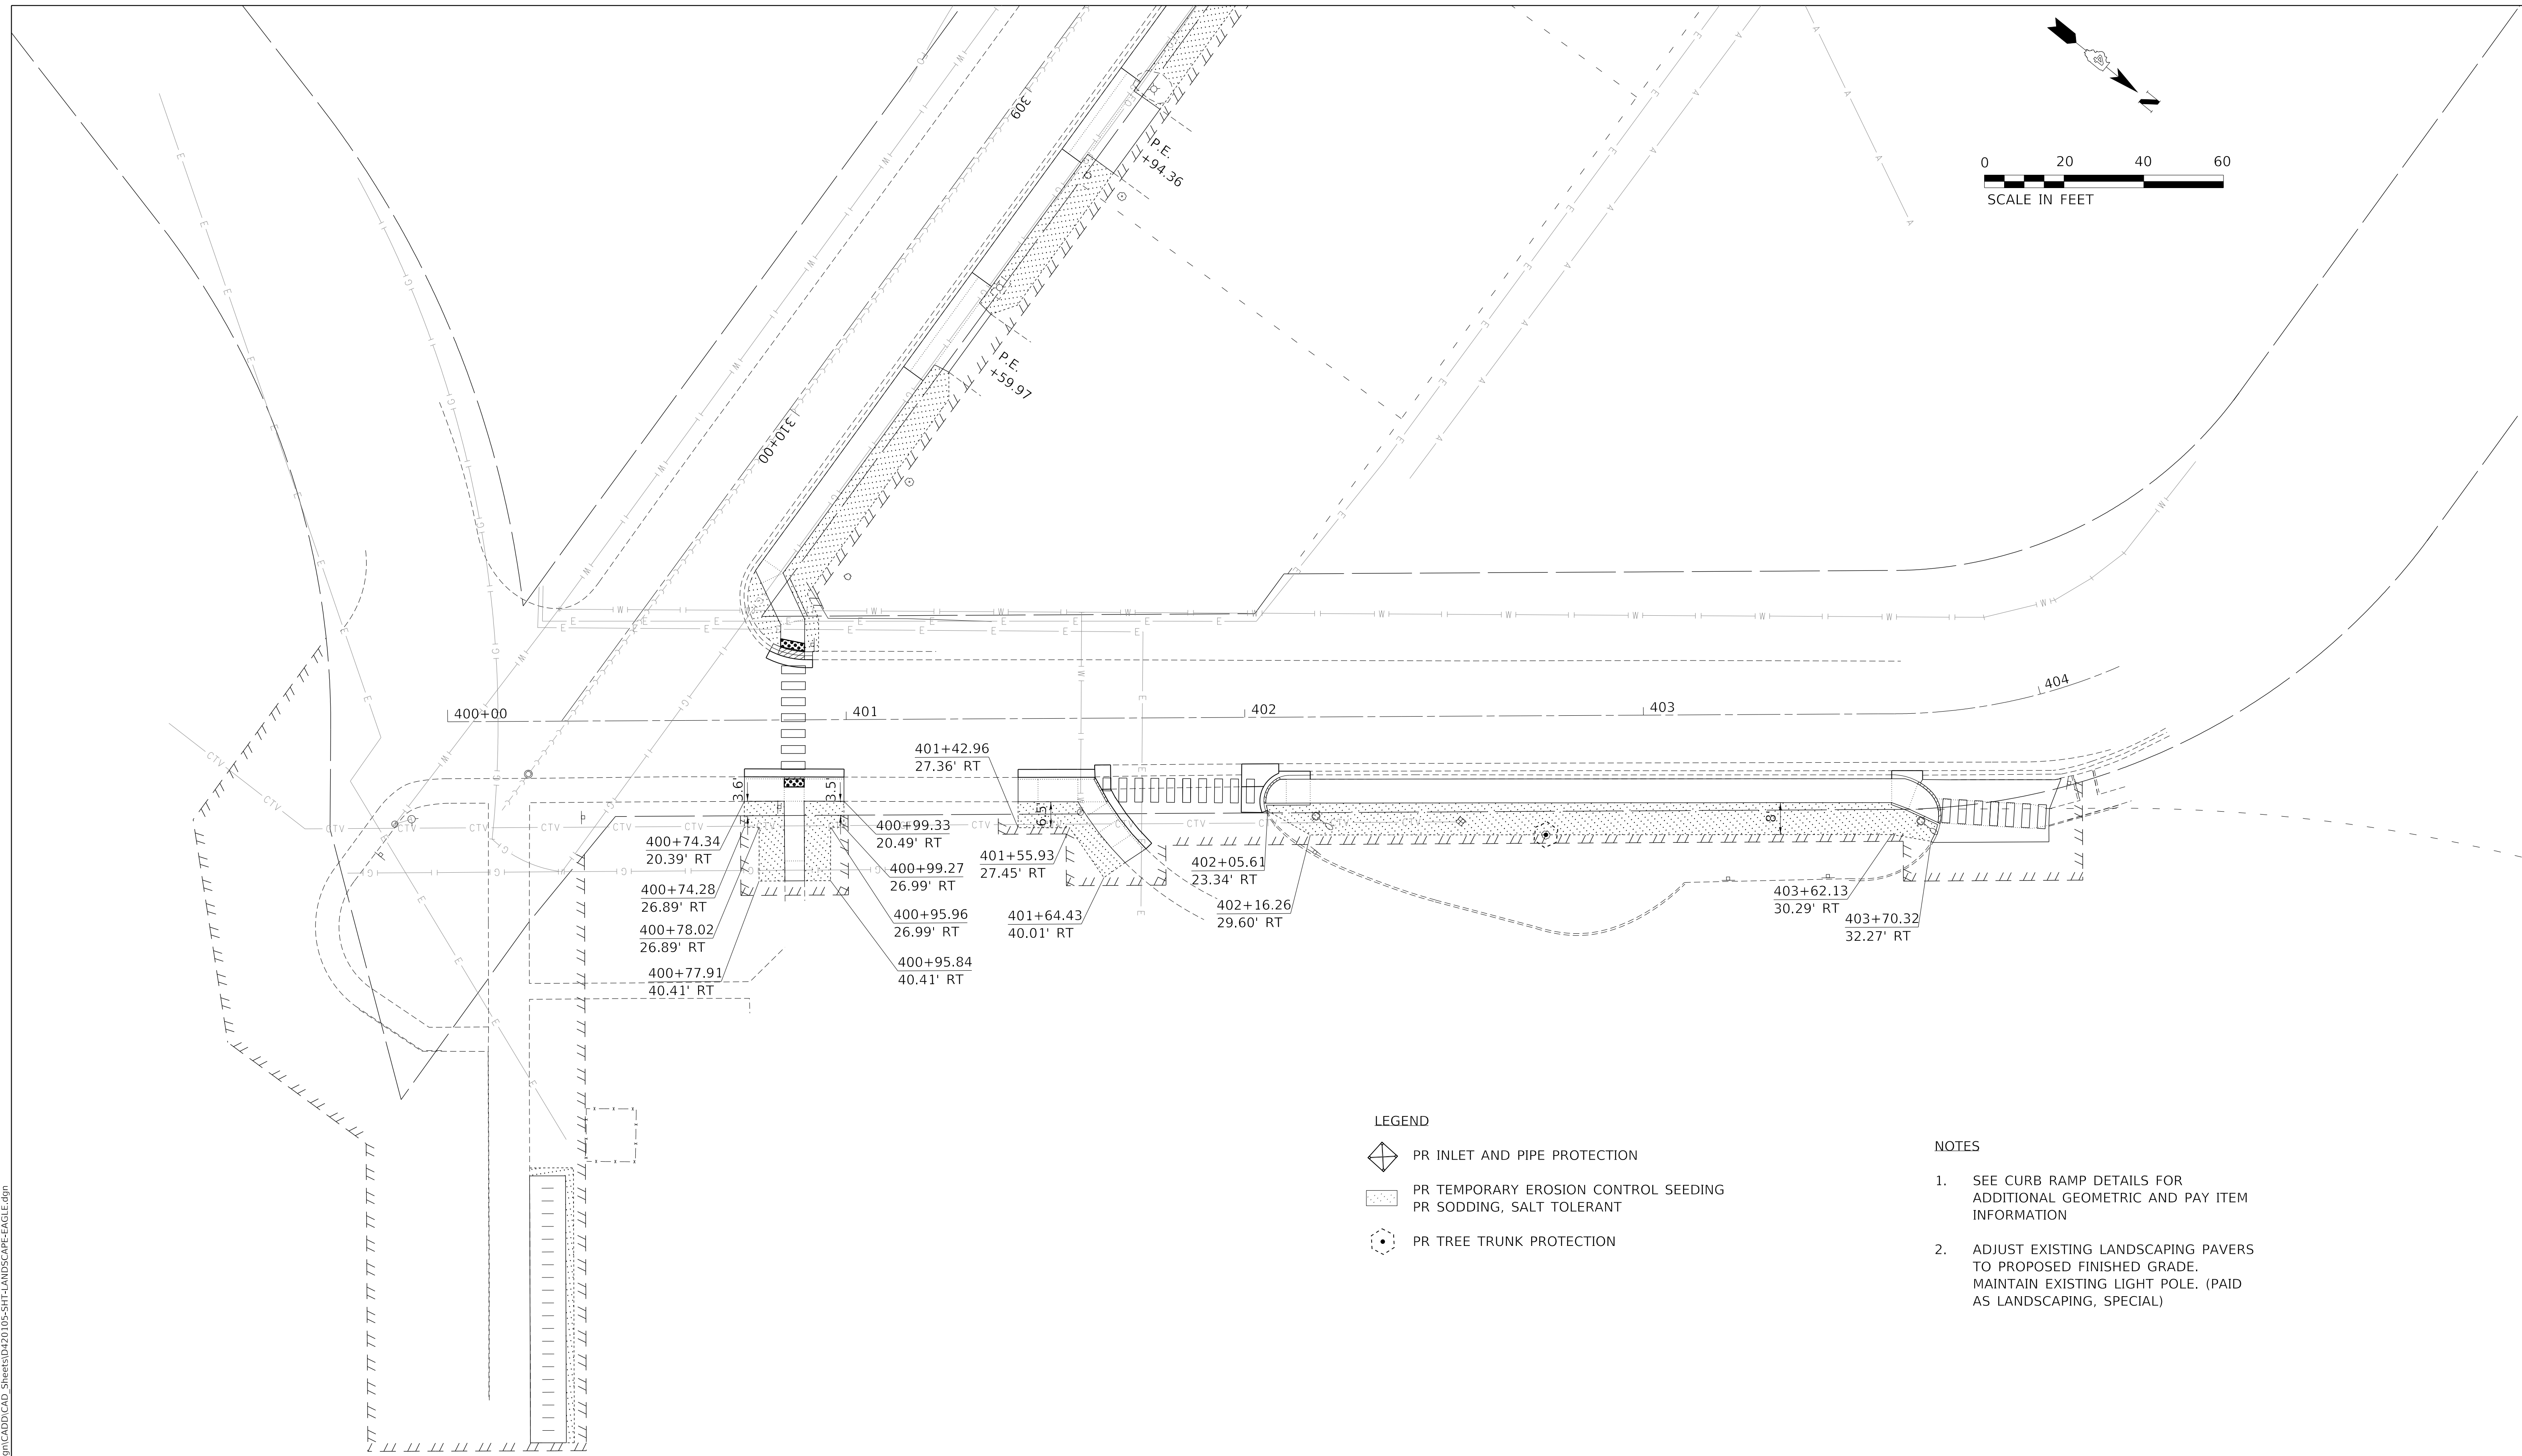 N
0 20 40 60
SCALE IN FEET
309
P.E.
+94.36
P.E.
+59.97
310+00
400+00
401
402
403
404
3.6'
3.5'
401+42.96
27.36' RT
6.5'
8'
400+74.34
20.39' RT
400+99.33
20.49' RT
401+55.93
27.45' RT
400+99.27
26.99' RT
402+05.61
23.34' RT
400+74.28
26.89' RT
400+95.96
26.99' RT
401+64.43
40.01' RT
402+16.26
29.60' RT
403+62.13
30.29' RT
403+70.32
32.27' RT
400+78.02
26.89' RT
400+77.91
40.41' RT
400+95.84
40.41' RT
LEGEND
PR INLET AND PIPE PROTECTION
PR TEMPORARY EROSION CONTROL SEEDING
PR SODDING, SALT TOLERANT
PR TREE TRUNK PROTECTION
NOTES
1. SEE CURB RAMP DETAILS FOR
ADDITIONAL GEOMETRIC AND PAY ITEM
INFORMATION
2. ADJUST EXISTING LANDSCAPING PAVERS
TO PROPOSED FINISHED GRADE.
MAINTAIN EXISTING LIGHT POLE. (PAID
AS LANDSCAPING, SPECIAL)
gn\CADD\CAD_Sheets\D420105-SHT-LANDSCAPE-EAGLE.dgn